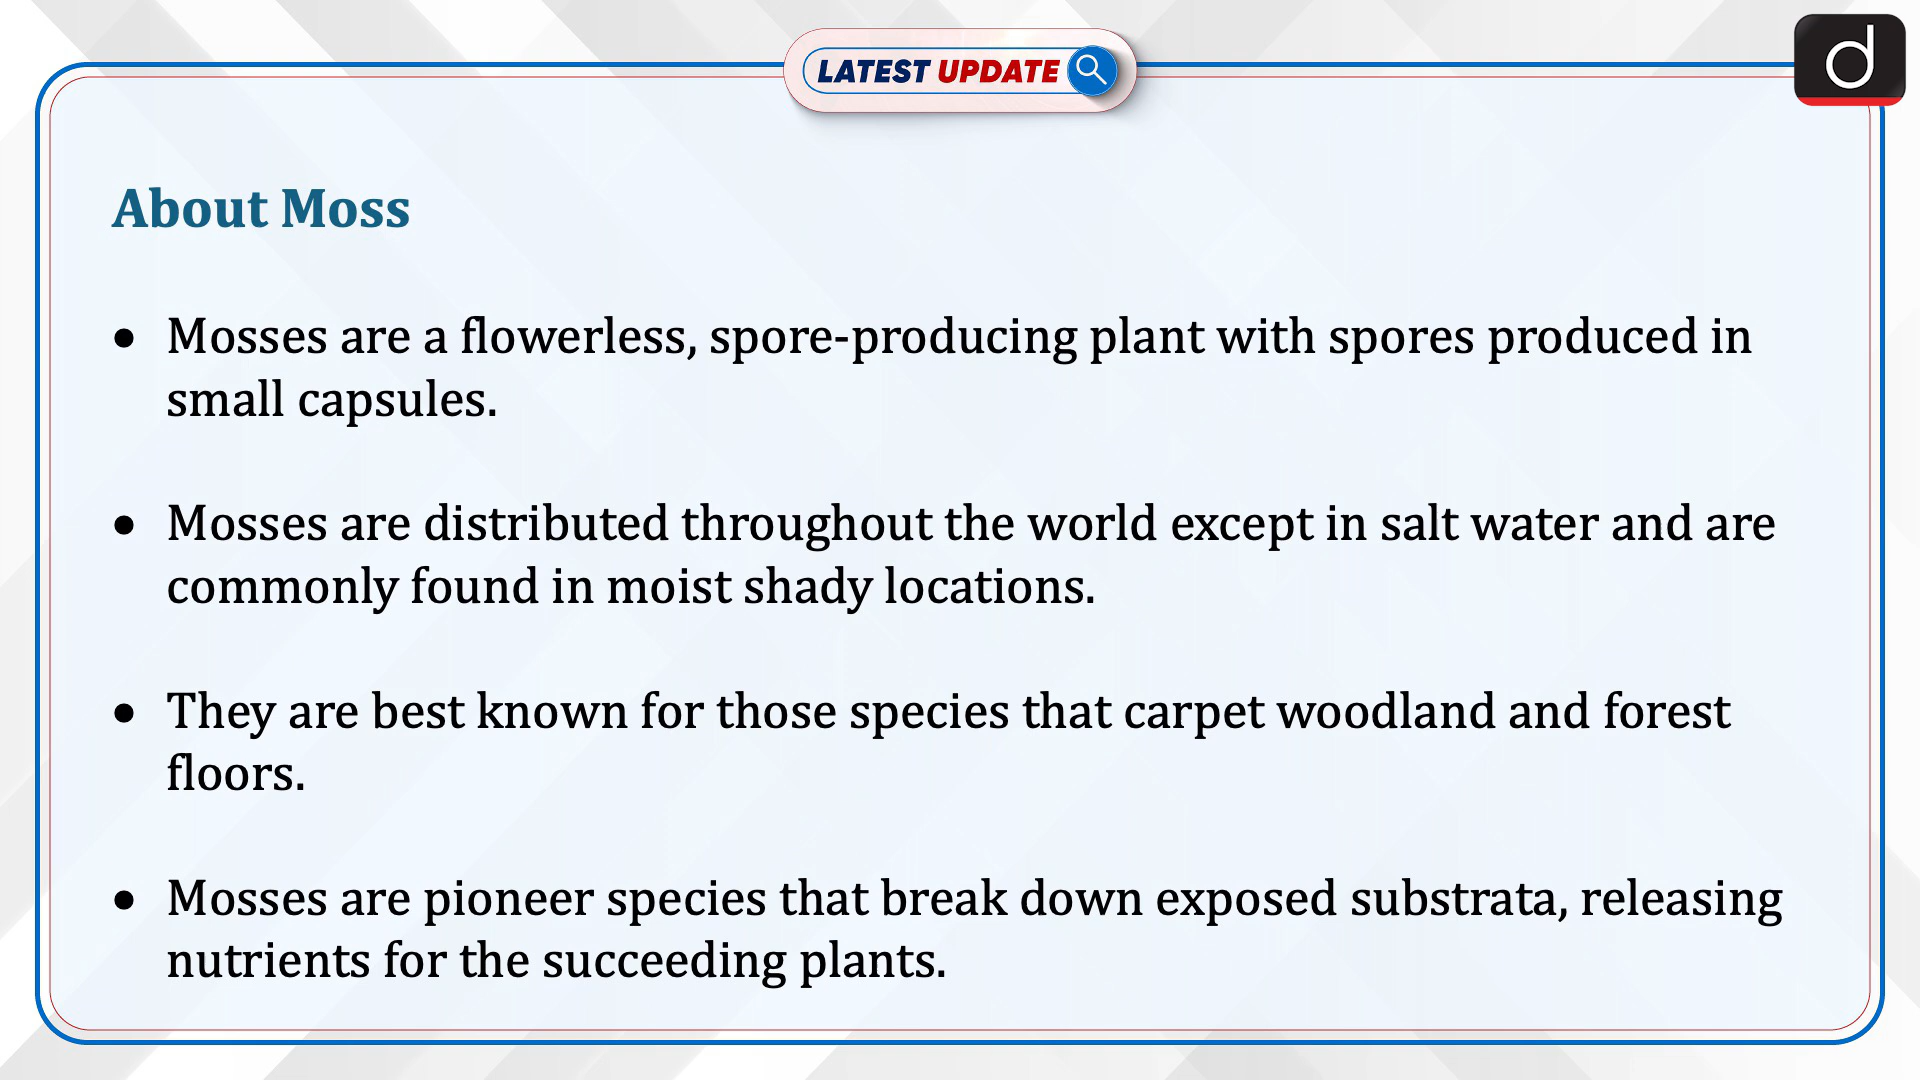 LATEST UPDATE
d
About Moss
• Mosses are a flowerless, spore-producing plant with spores produced in
small capsules.
• Mosses are distributed throughout the world except in salt water and are
commonly found in moist shady locations.
• They are best known for those species that carpet woodland and forest
floors.
• Mosses are pioneer species that break down exposed substrata, releasing
nutrients for the succeeding plants.